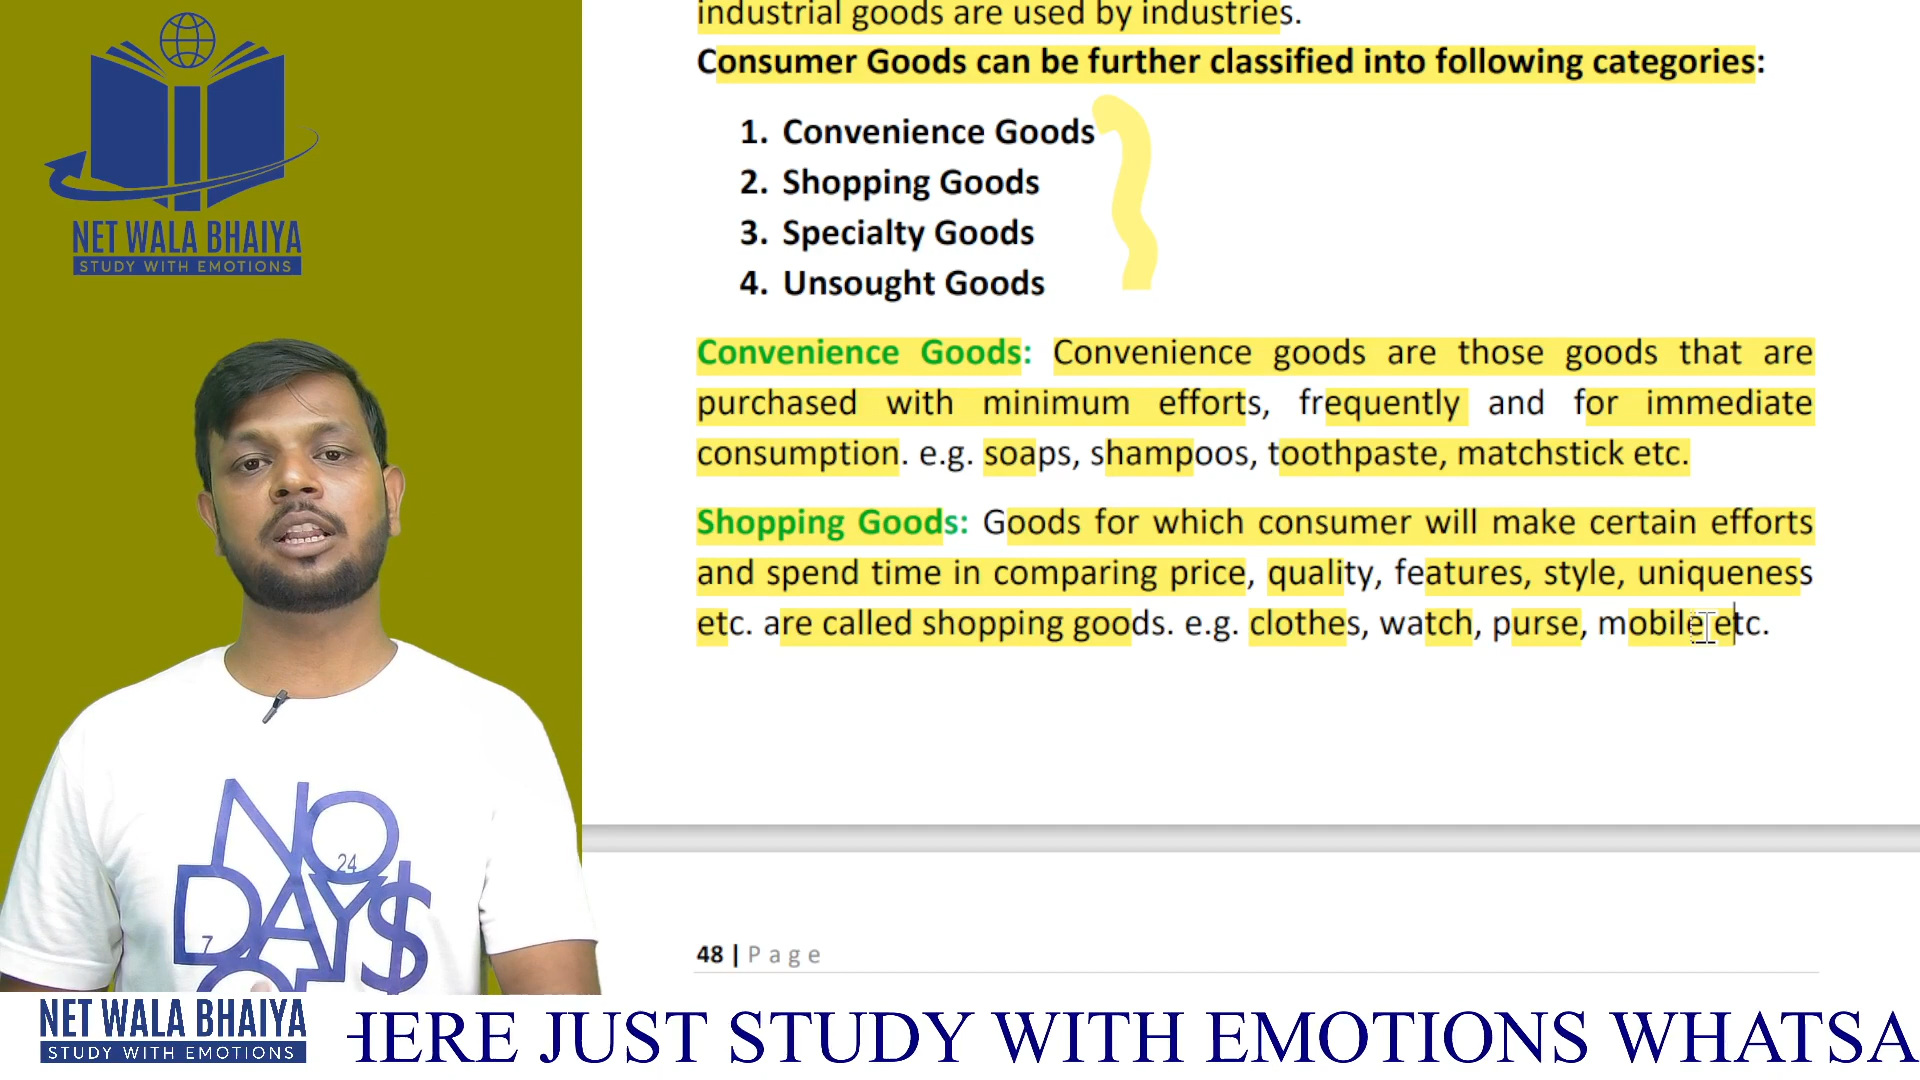 industrial goods are used by industries.
Consumer Goods can be further classified into following categories:
1. Convenience Goods
2. Shopping Goods
3. Specialty Goods
4. Unsought Goods
Convenience Goods: Convenience goods are those goods that are
purchased with minimum efforts, frequently and for immediate
consumption. e.g. soaps, shampoos, toothpaste, matchstick etc.
Shopping Goods: Goods for which consumer will make certain efforts
and spend time in comparing price, quality, features, style, uniqueness
etc. are called shopping goods. e.g. clothes, watch, purse, mobile etc.
48 | Page
NET WALA BHAIYA
STUDY WITH EMOTIONS
NO
24
DAY$
7
NET WALA BHAIYA
STUDY WITH EMOTIONS
HERE JUST STUDY WITH EMOTIONS WHATSA